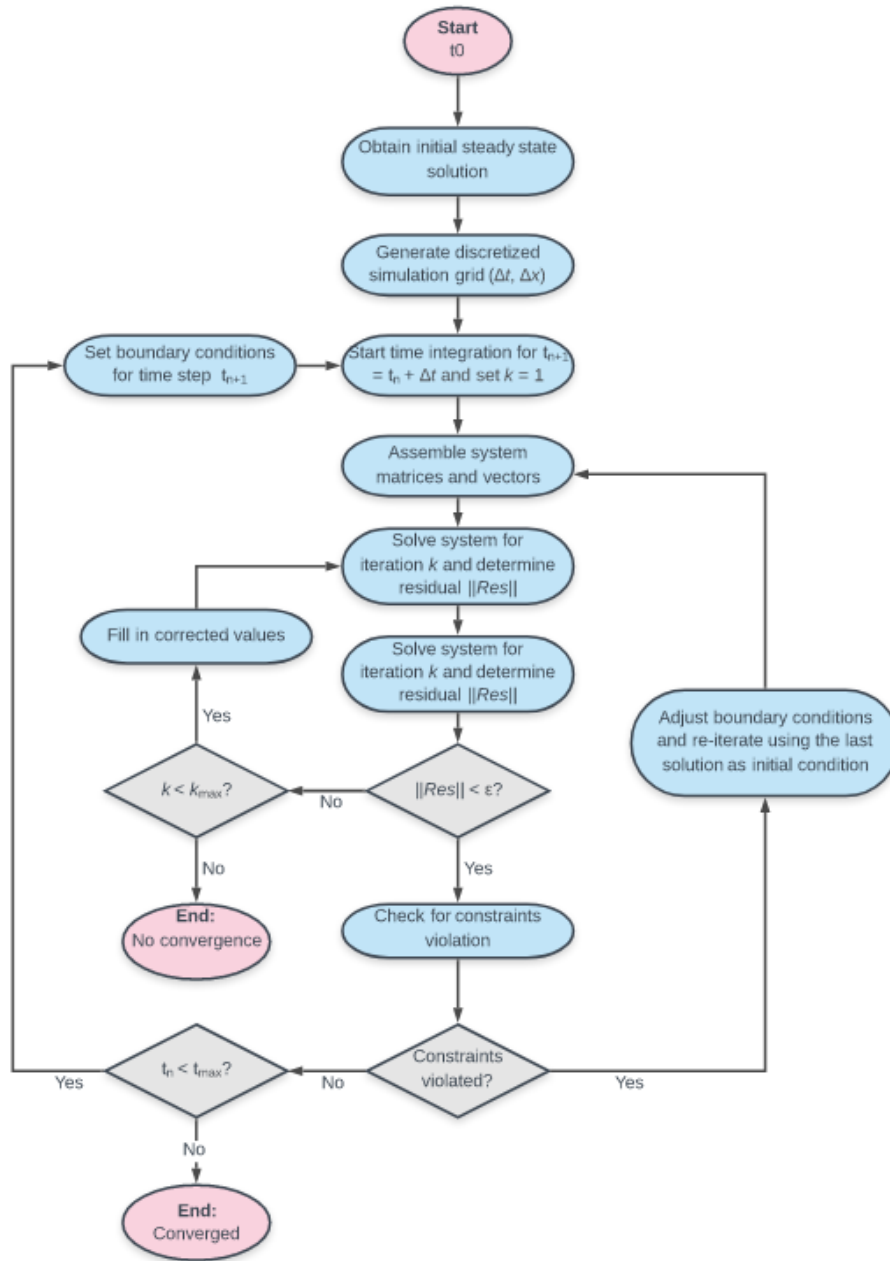 Start
t0
Obtain initial steady state
solution
Generate discretized
simulation grid (Δt, Δx)
Set boundary conditions
for time step tₙ₊₁
Start time integration for tₙ₊₁
= tₙ + Δt and set k = 1
Assemble system
matrices and vectors
Solve system for
iteration k and determine
residual ||Res||
Fill in corrected values
Solve system for
iteration k and determine
residual ||Res||
Adjust boundary conditions
and re-iterate using the last
solution as initial condition
Yes
k < kmax?
No
||Res|| < ε?
No
Yes
End:
No convergence
Check for constraints
violation
tₙ < tmax?
Constraints
violated?
Yes
No
Yes
No
End:
Converged